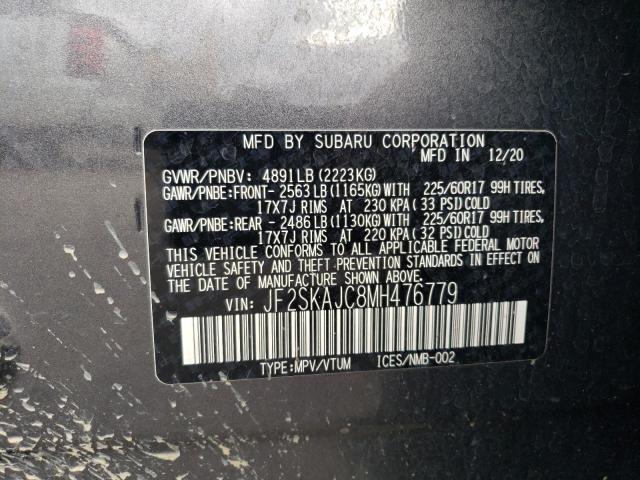 MFD BY SUBARU CORPORATION
MFD IN 12/20
GVWR/PNBV: 4891LB (2223KG)
GAWR/PNBE:FRONT- 2563 LB (1165KG) WITH 225/60R17 99H TIRES,
17X7J RIMS AT 230 KPA ( 33 PSI) COLD
GAWR/PNBE:REAR - 2486 LB (1130KG) WITH 225/60R17 99H TIRES,
17X7J RIMS AT 220 KPA ( 32 PSI) COLD
THIS VEHICLE CONFORMS TO ALL APPLICABLE FEDERAL MOTOR
VEHICLE SAFETY AND THEFT PREVENTION STANDARDS IN EFFECT ON
THE DATE OF MANUFACTURE SHOWN ABOVE.
VIN: JF2SKAJC8MH476779
TYPE:MPV/VTUM ICES/NMB-002